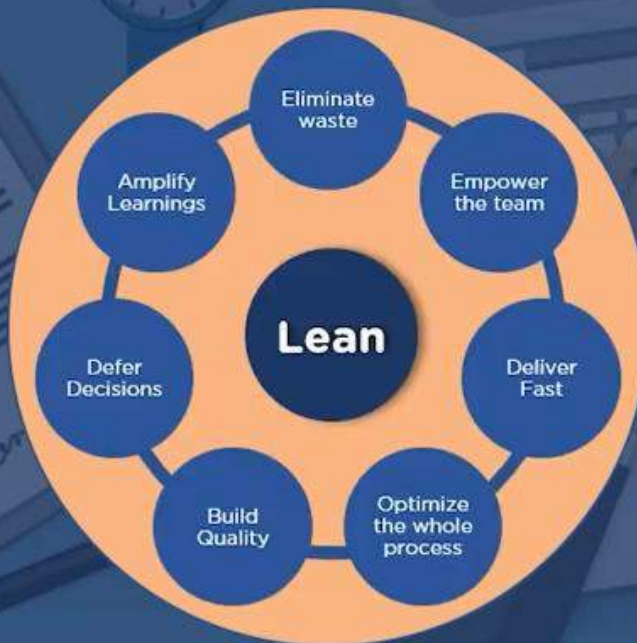 Eliminate
waste
Empower
the team
Deliver
Fast
Optimize
the whole
process
Build
Quality
Defer
Decisions
Amplify
Learnings
Lean